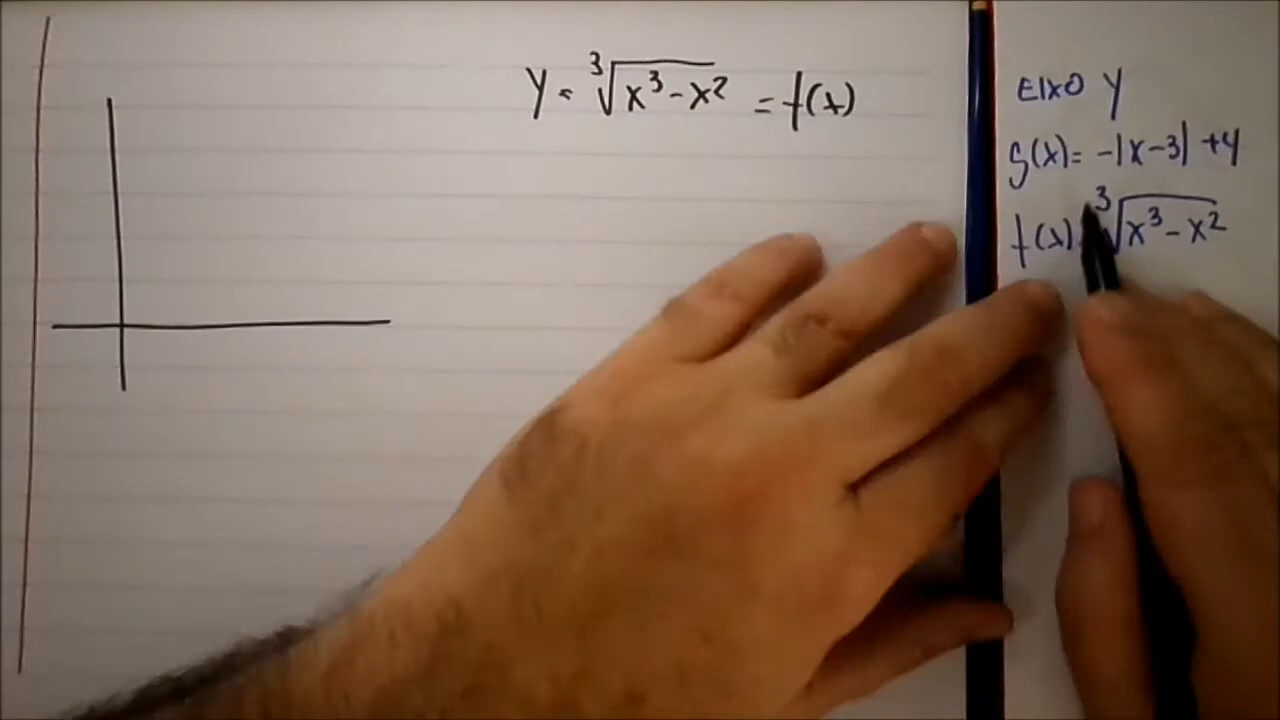 y = ∛(x³-x²) = f(x)
EIXO y
g(x) = -|x-3| +4
f(x) = ∛(x³-x²)